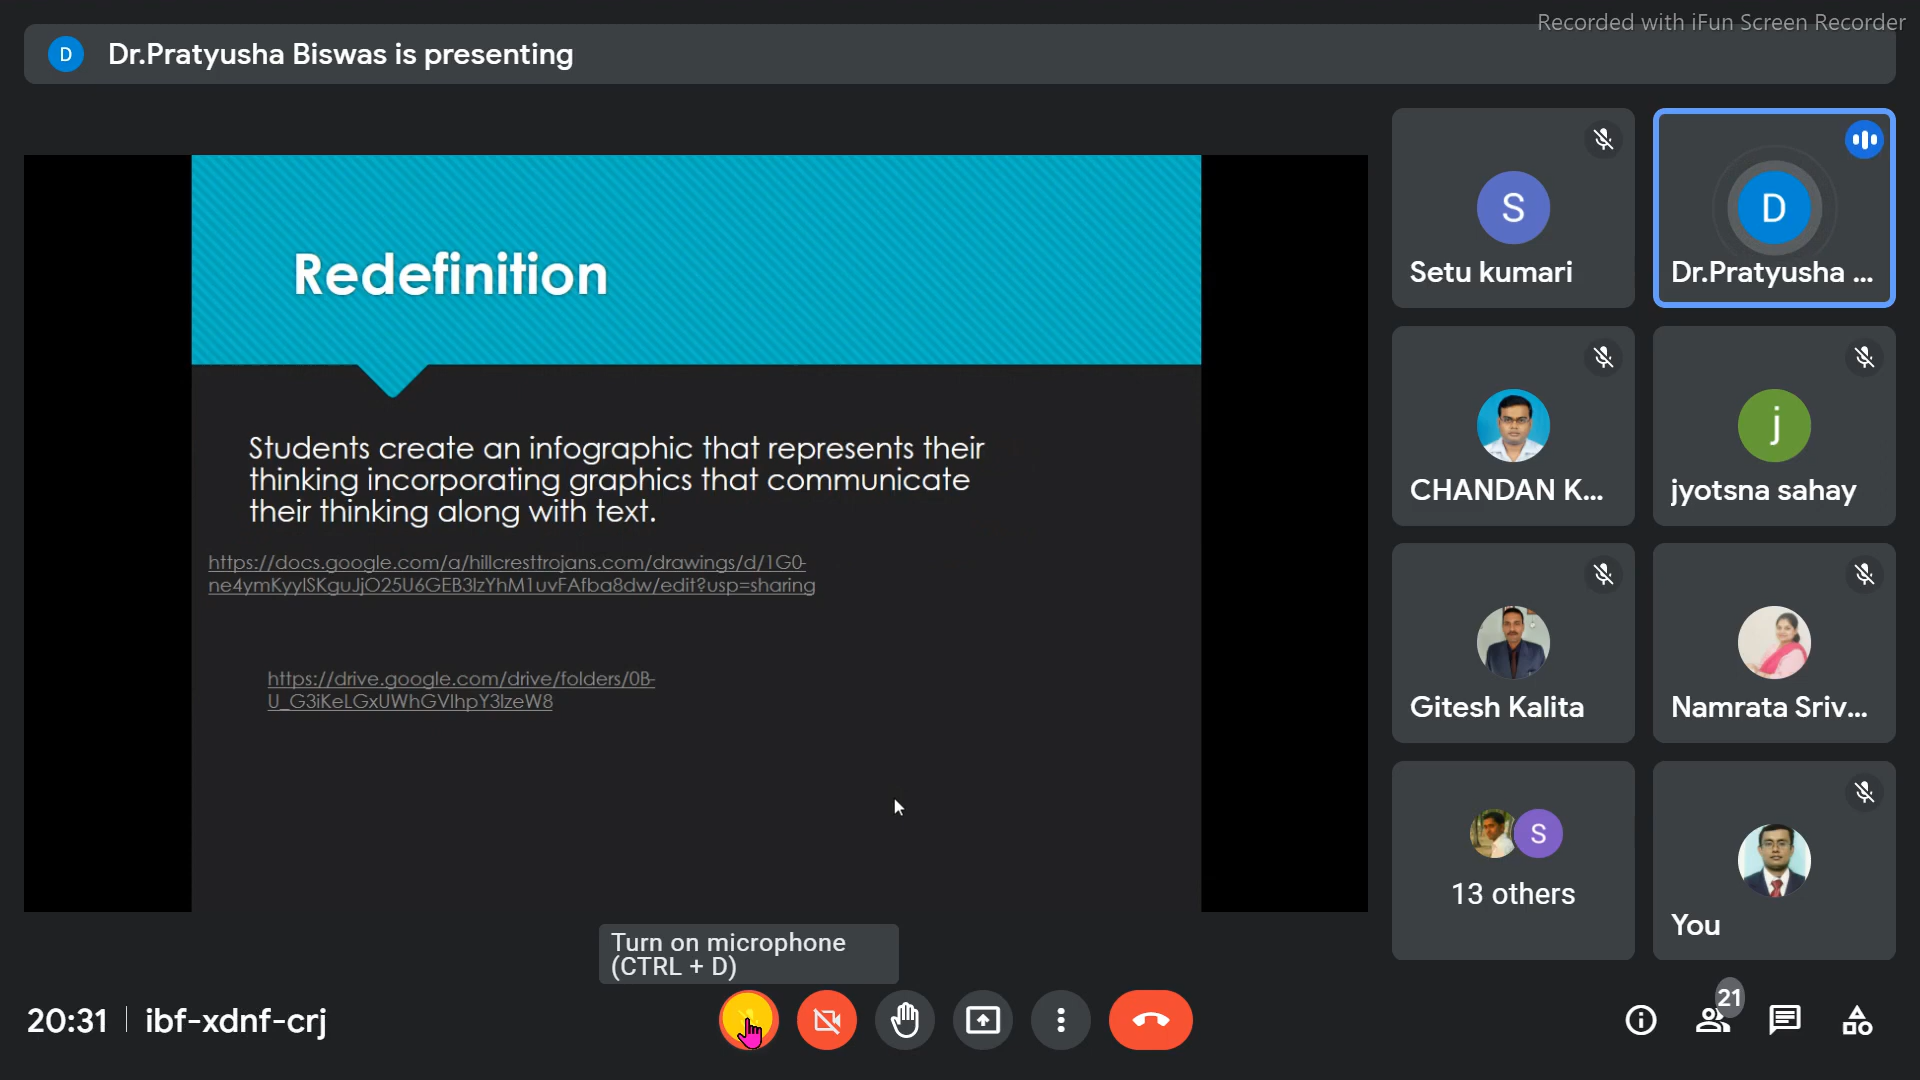 Recorded with iFun Screen Recorder
D
Dr.Pratyusha Biswas is presenting
Redefinition
Students create an infographic that represents their
thinking incorporating graphics that communicate
their thinking along with text.
https://docs.google.com/a/hillcresttrojans.com/drawings/d/1G0-
ne4ymKyylSKguJjO25U6GEB3lzYhM1uvFAfba8dw/edit?usp=sharing
https://drive.google.com/drive/folders/0B-
U_G3iKeLGxUWhGVlhpY3lzeW8
S
Setu kumari
D
Dr.Pratyusha ...
CHANDAN K...
j
jyotsna sahay
Gitesh Kalita
Namrata Sriv...
S
13 others
You
Turn on microphone
(CTRL + D)
20:31
ibf-xdnf-crj
21